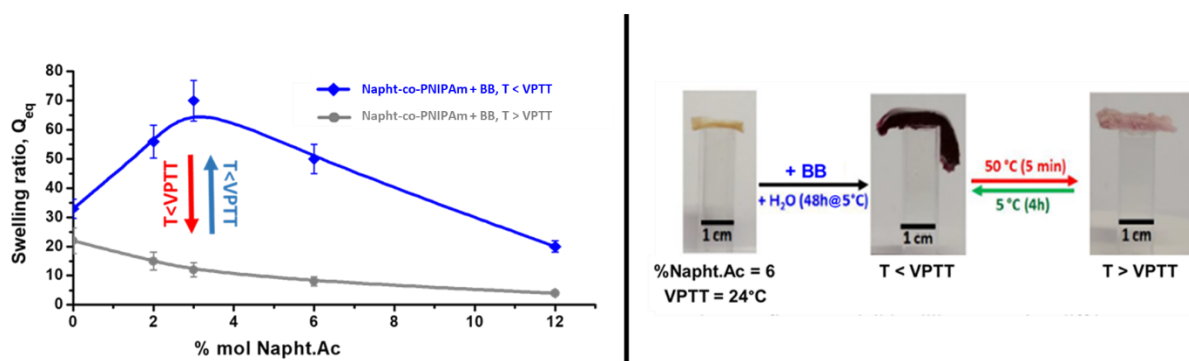 Napht-co-PNIPAm + BB, T < VPTT
Napht-co-PNIPAm + BB, T > VPTT
Swelling ratio, Qeq
80
70
60
50
40
30
20
10
0
T<VPTT
T<VPTT
0
2
4
6
8
10
12
% mol Napht.Ac
1 cm
%Napht.Ac = 6
VPTT = 24°C
+ BB
+ H₂O (48h@5°C)
1 cm
T < VPTT
50 °C (5 min)
5 °C (4h)
1 cm
T > VPTT